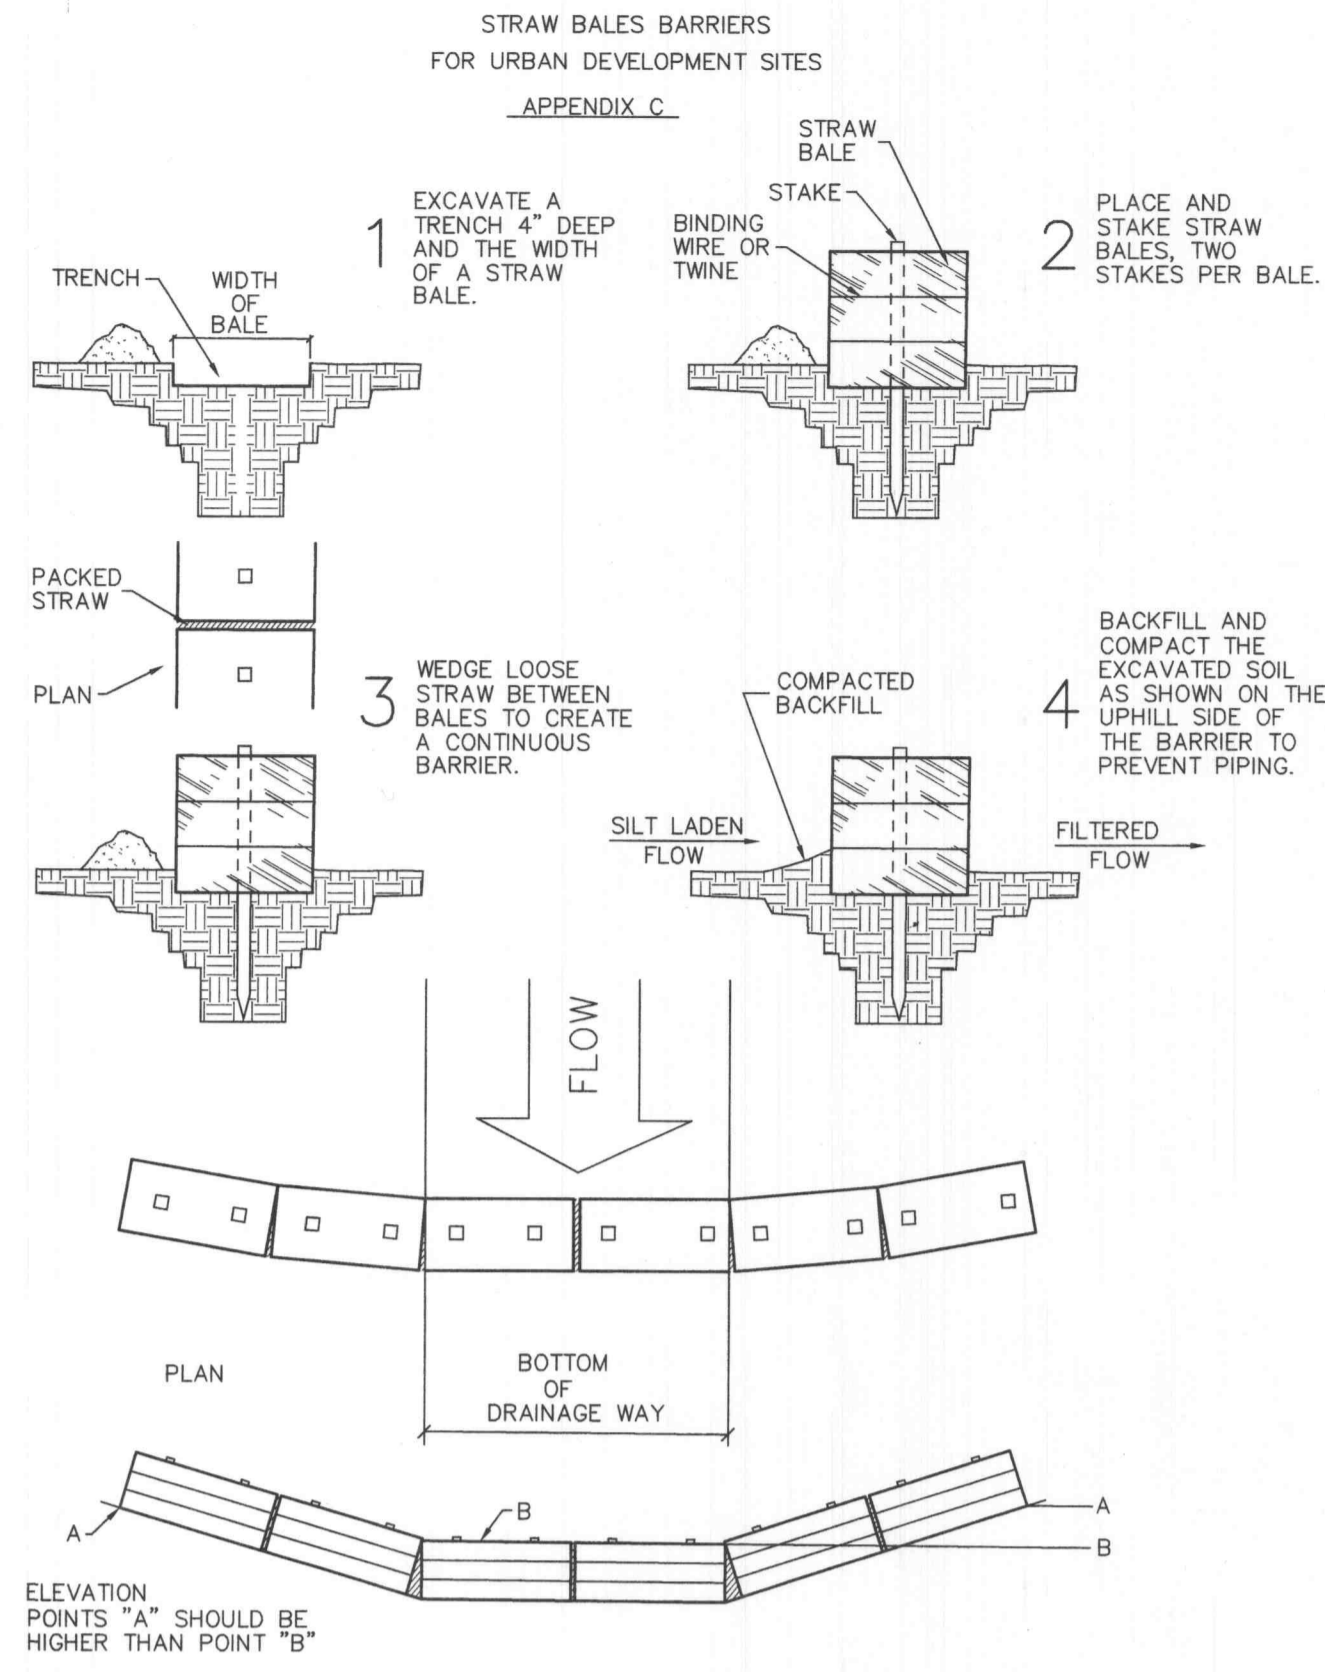 STRAW BALES BARRIERS
FOR URBAN DEVELOPMENT SITES
APPENDIX C
1
EXCAVATE A
TRENCH 4" DEEP
AND THE WIDTH
OF A STRAW
BALE.
TRENCH
WIDTH
OF
BALE
STRAW
BALE
STAKE
BINDING
WIRE OR
TWINE
2
PLACE AND
STAKE STRAW
BALES, TWO
STAKES PER BALE.
PACKED
STRAW
PLAN
3
WEDGE LOOSE
STRAW BETWEEN
BALES TO CREATE
A CONTINUOUS
BARRIER.
COMPACTED
BACKFILL
4
BACKFILL AND
COMPACT THE
EXCAVATED SOIL
AS SHOWN ON THE
UPHILL SIDE OF
THE BARRIER TO
PREVENT PIPING.
SILT LADEN
FLOW
FILTERED
FLOW
FLOW
PLAN
BOTTOM
OF
DRAINAGE WAY
A
B
A
B
ELEVATION
POINTS "A" SHOULD BE
HIGHER THAN POINT "B"